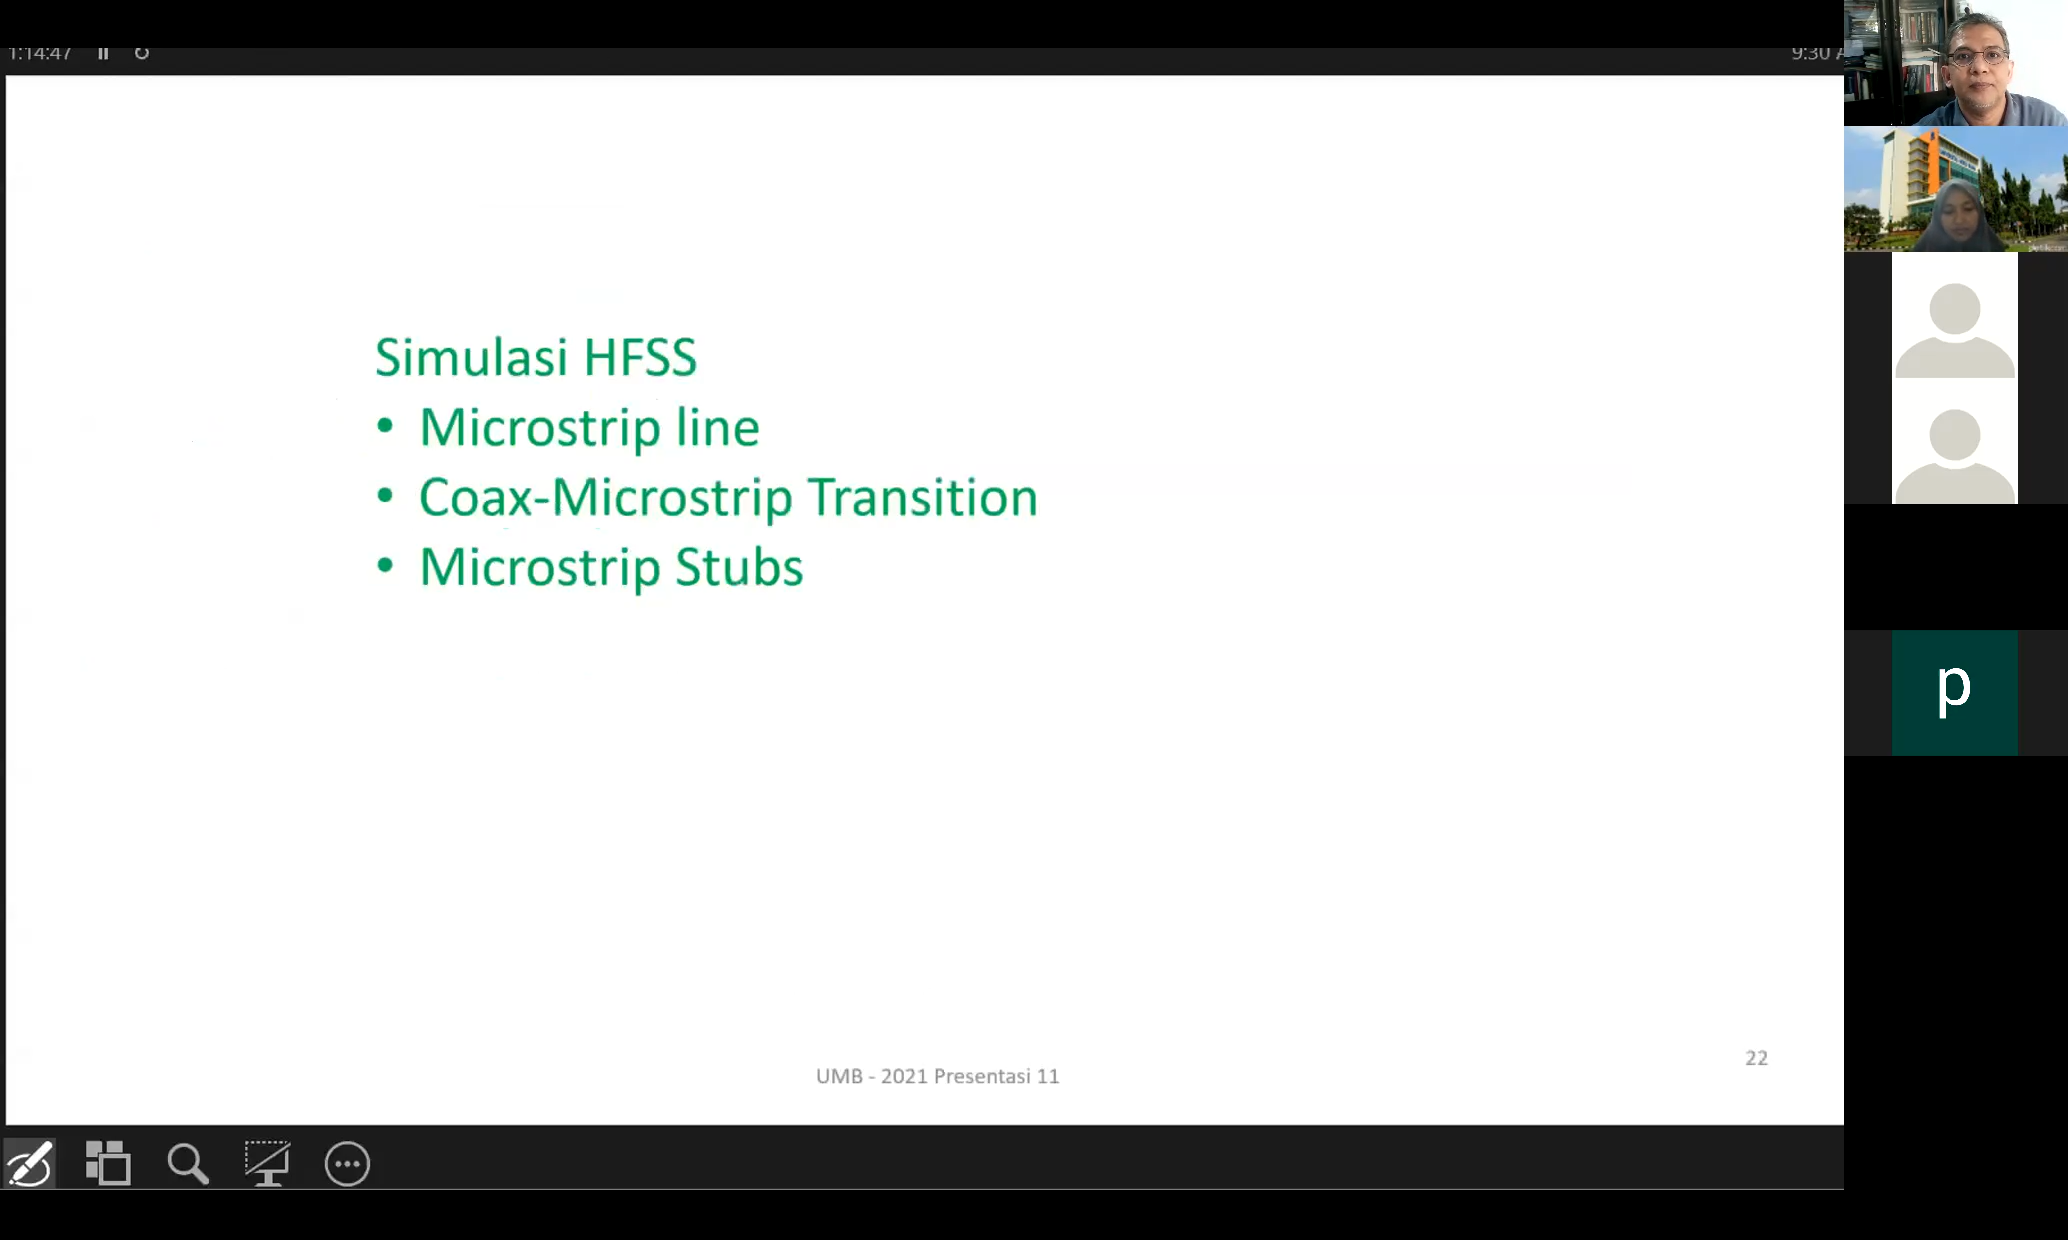 1:14:47
9:30 A
Simulasi HFSS
• Microstrip line
• Coax-Microstrip Transition
• Microstrip Stubs
p
UMB - 2021 Presentasi 11
22